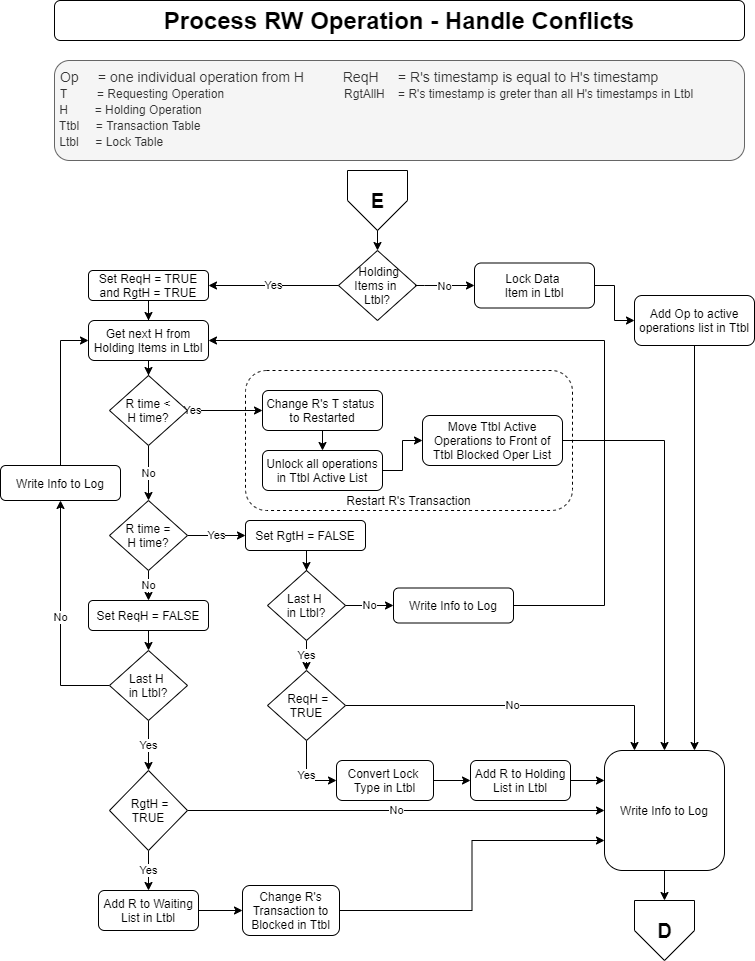 Process RW Operation - Handle Conflicts
Op = one individual operation from H
ReqH = R's timestamp is equal to H's timestamp
T = Requesting Operation
RgtAllH = R's timestamp is greter than all H's timestamps in Ltbl
H = Holding Operation
Ttbl = Transaction Table
Ltbl = Lock Table
E
Holding
Items in
Ltbl?
Yes
No
Set ReqH = TRUE
and RgtH = TRUE
Lock Data
Item in Ltbl
Add Op to active
operations list in Ttbl
Get next H from
Holding Items in Ltbl
R time <
H time?
Yes
Change R's T status
to Restarted
Unlock all operations
in Ttbl Active List
Move Ttbl Active
Operations to Front of
Ttbl Blocked Oper List
Restart R's Transaction
No
Write Info to Log
R time =
H time?
Yes
Set RgtH = FALSE
No
Set ReqH = FALSE
Last H
in Ltbl?
No
Write Info to Log
No
Yes
Last H
in Ltbl?
ReqH =
TRUE
No
Yes
Yes
Convert Lock
Type in Ltbl
Add R to Holding
List in Ltbl
Write Info to Log
RgtH =
TRUE
No
Yes
Add R to Waiting
List in Ltbl
Change R's
Transaction to
Blocked in Ttbl
D